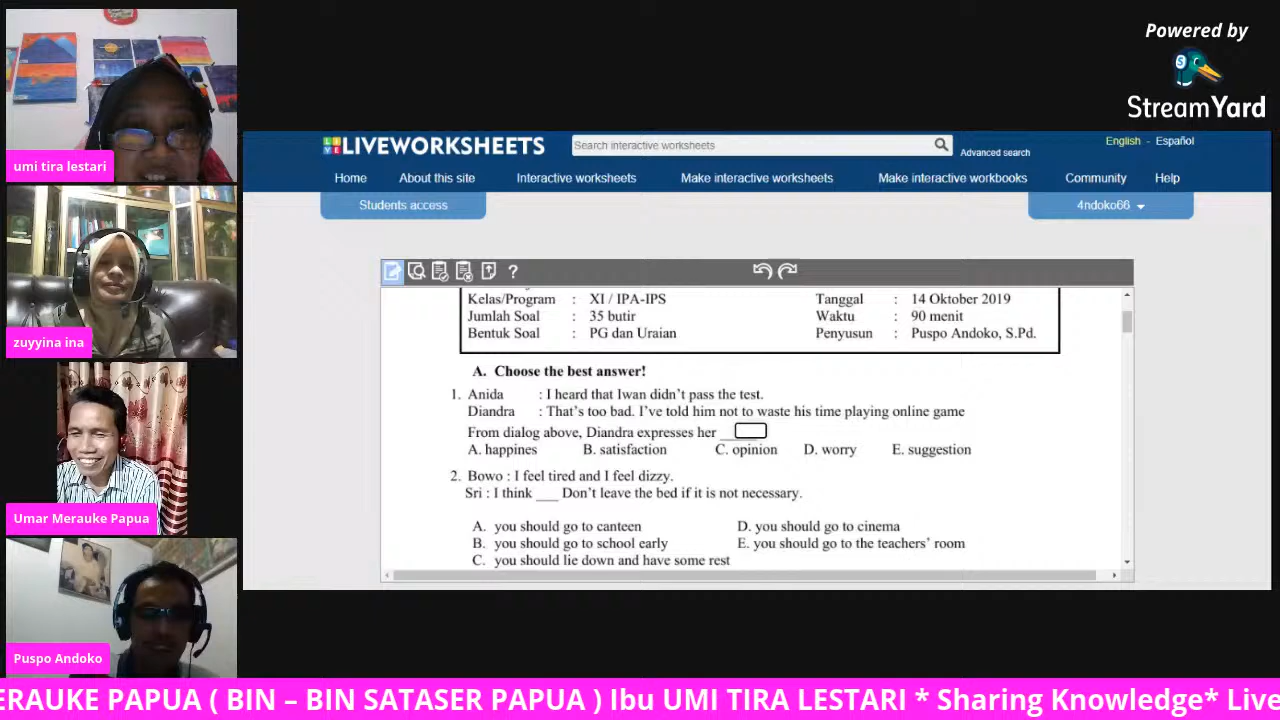 umi tira lestari
zuyyina ina
Umar Merauke Papua
Puspo Andoko
Powered by
StreamYard
LIVEWORKSHEETS
Search interactive worksheets
Advanced search
English - Español
Home About this site Interactive worksheets Make interactive worksheets Make interactive workbooks Community Help
Students access
4ndoko66
?
Kelas/Program : XI / IPA-IPS Tanggal : 14 Oktober 2019
Jumlah Soal : 35 butir Waktu : 90 menit
Bentuk Soal : PG dan Uraian Penyusun : Puspo Andoko, S.Pd.
A. Choose the best answer!
1. Anida : I heard that Iwan didn't pass the test.
Diandra : That's too bad. I've told him not to waste his time playing online game
From dialog above, Diandra expresses her ___
A. happines B. satisfaction C. opinion D. worry E. suggestion
2. Bowo : I feel tired and I feel dizzy.
Sri : I think ___ Don't leave the bed if it is not necessary.
A. you should go to canteen D. you should go to cinema
B. you should go to school early E. you should go to the teachers' room
C. you should lie down and have some rest
ERAUKE PAPUA ( BIN – BIN SATASER PAPUA ) Ibu UMI TIRA LESTARI * Sharing Knowledge* Live